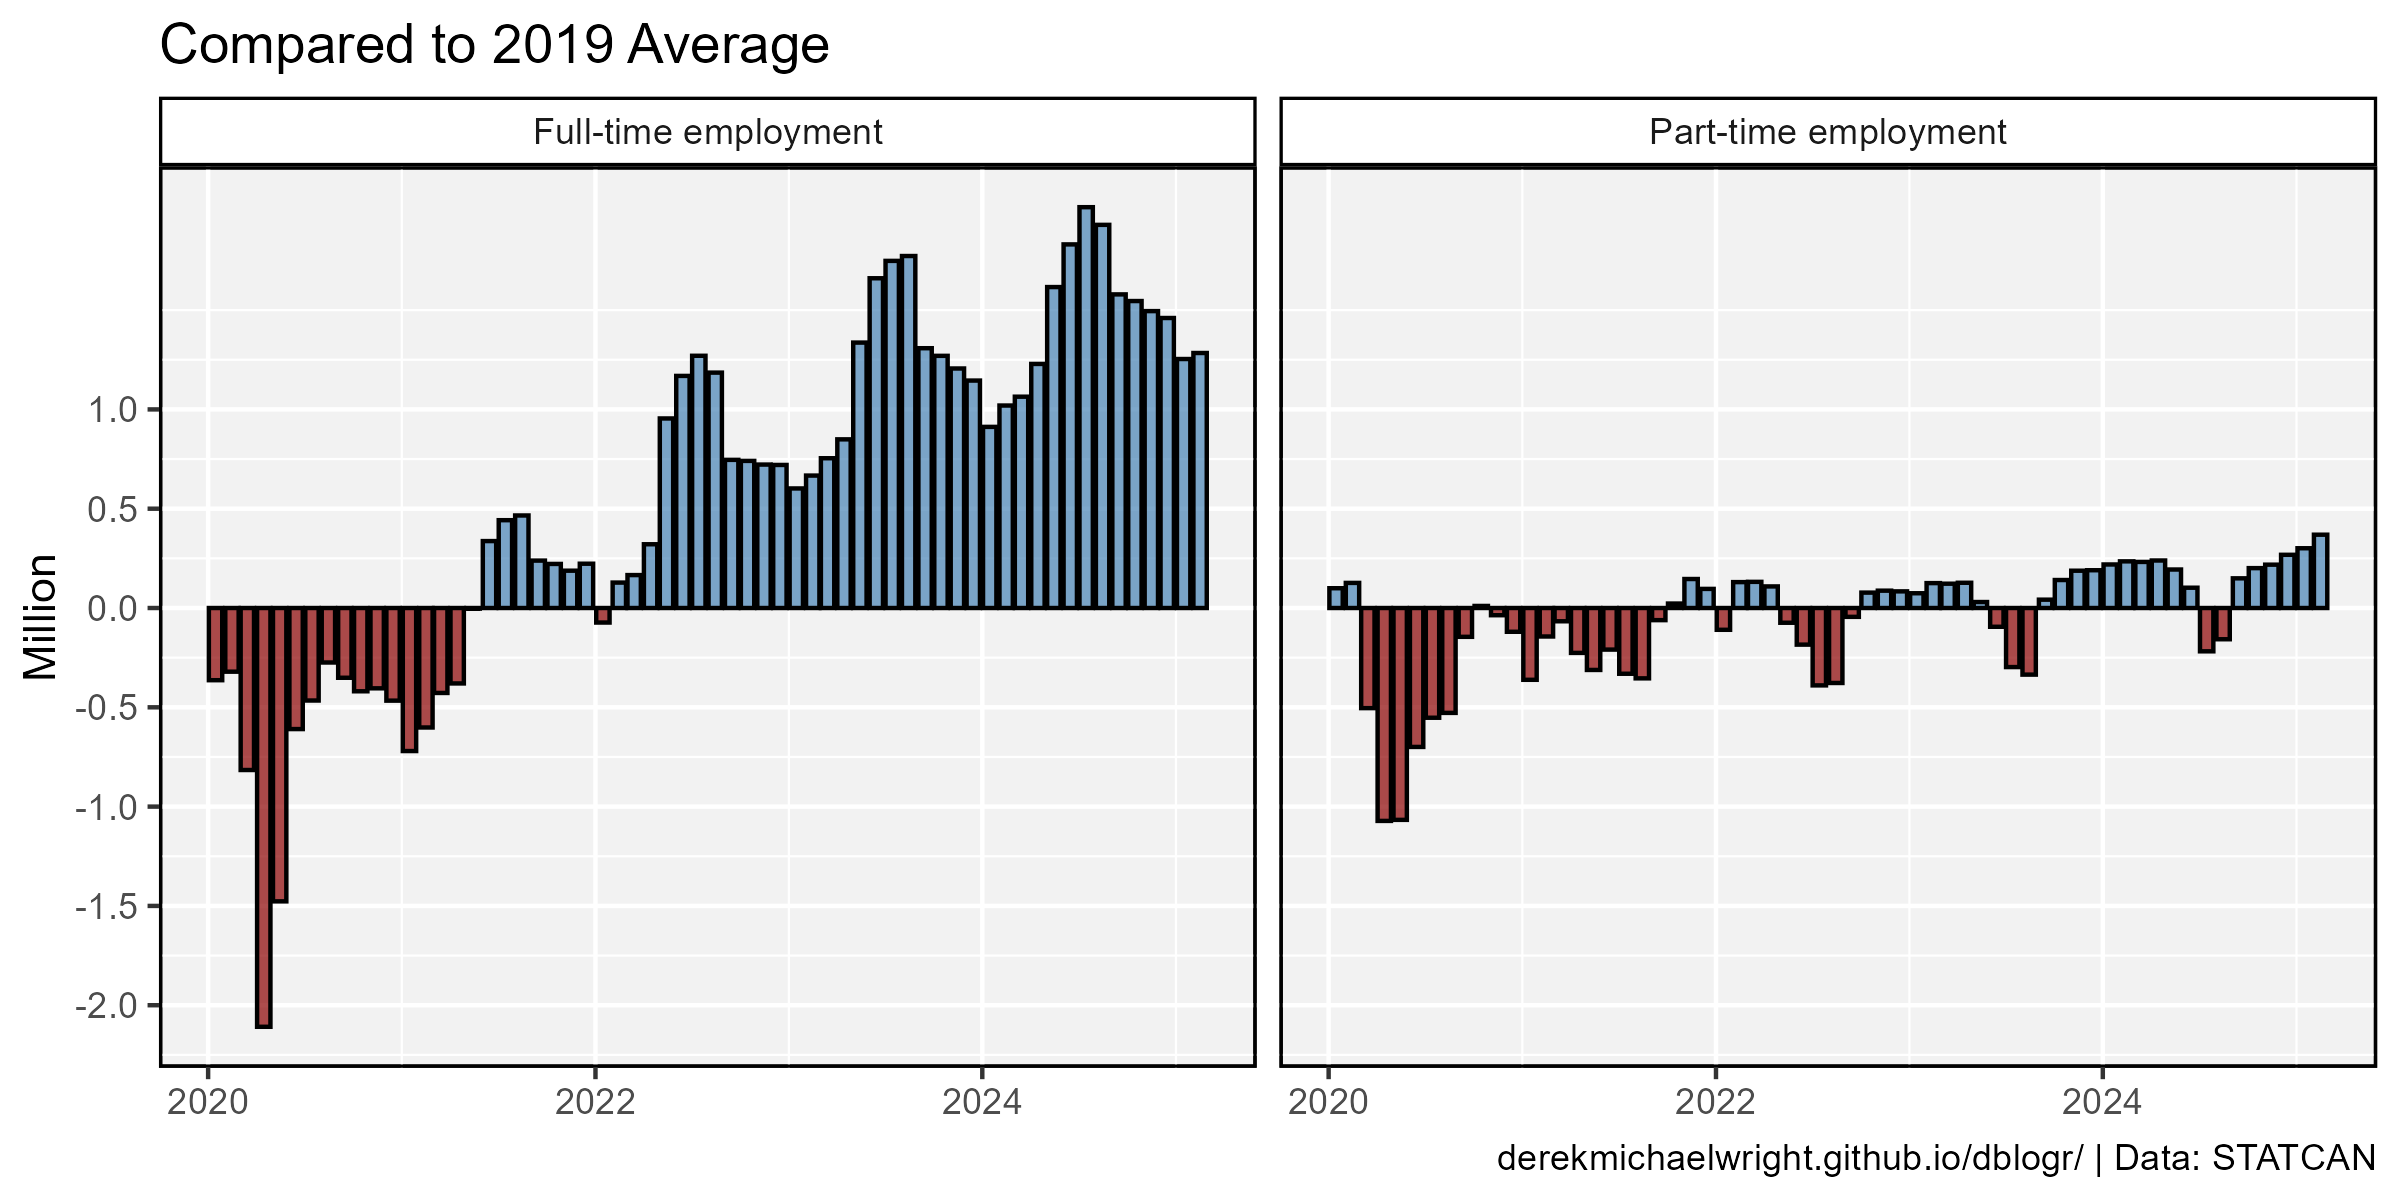 Compared to 2019 Average
Full-time employment
Part-time employment
Million
1.0
0.5
0.0
-0.5
-1.0
-1.5
-2.0
2020
2022
2024
2020
2022
2024
derekmichaelwright.github.io/dblogr/ | Data: STATCAN